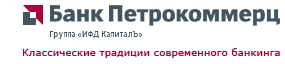 Банк Петрокоммерц
Группа «ИФД КапиталЪ»
Классические традиции современного банкинга